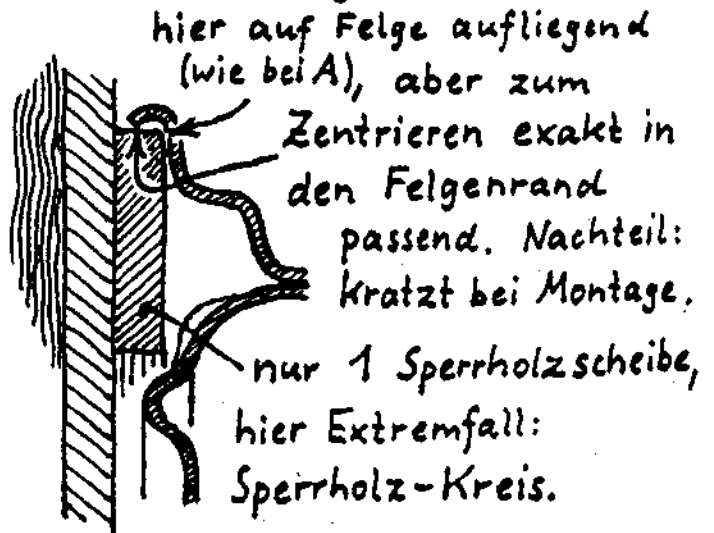 hier auf Felge aufliegend
(wie bei A), aber zum
Zentrieren exakt in
den Felgenrand
passend. Nachteil:
kratzt bei Montage.
nur 1 Sperrholzscheibe,
hier Extremfall:
Sperrholz-Kreis.